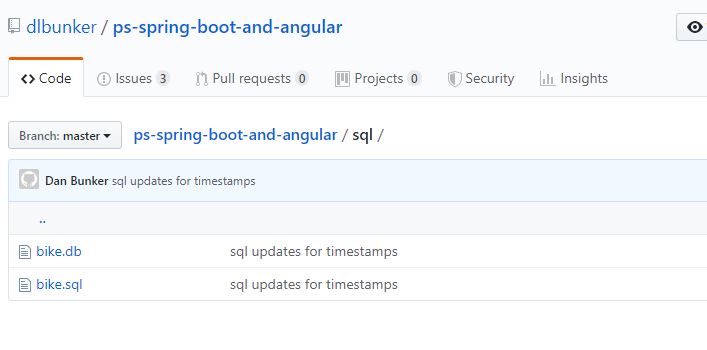 dlbunker / ps-spring-boot-and-angular
Code Issues 3 Pull requests 0 Projects 0 Security Insights
Branch: master ps-spring-boot-and-angular / sql /
Dan Bunker sql updates for timestamps
..
bike.db sql updates for timestamps
bike.sql sql updates for timestamps